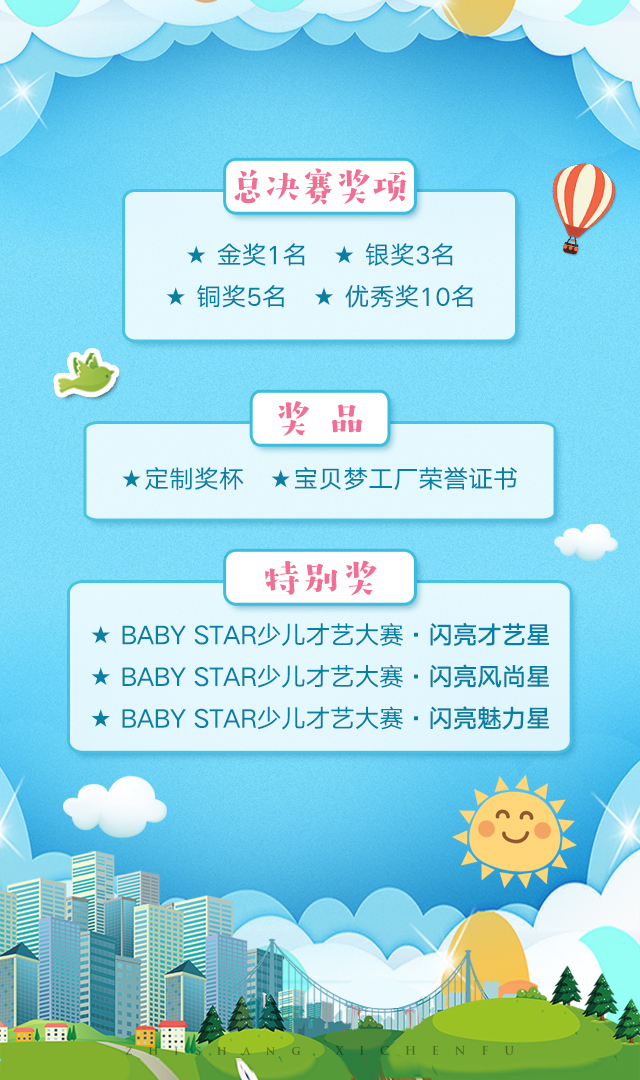 总决赛奖项
★ 金奖1名 ★ 银奖3名
★ 铜奖5名 ★ 优秀奖10名
奖 品
★定制奖杯 ★宝贝梦工厂荣誉证书
特别奖
★ BABY STAR少儿才艺大赛·闪亮才艺星
★ BABY STAR少儿才艺大赛·闪亮风尚星
★ BABY STAR少儿才艺大赛·闪亮魅力星
ZHISHANG.XICHENFU